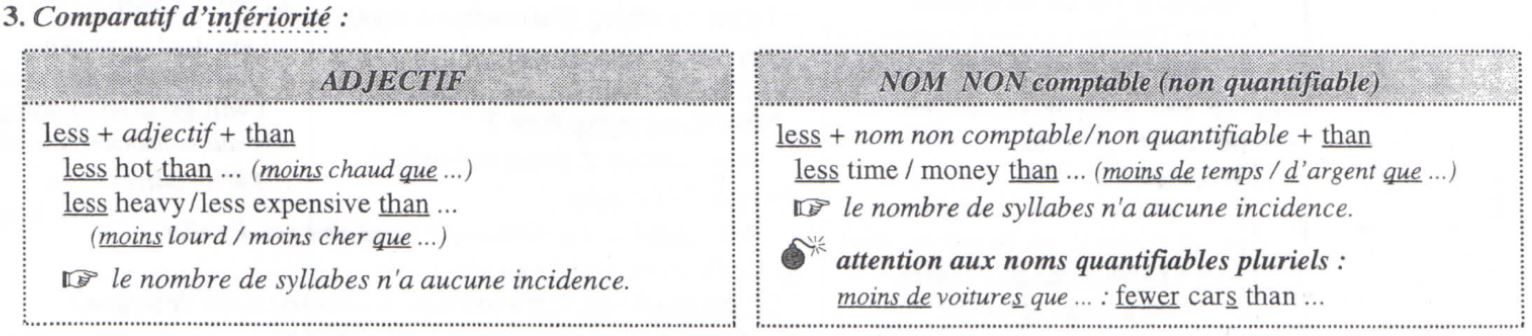 3. Comparatif d'infériorité :
ADJECTIF
less + adjectif + than
less hot than ... (moins chaud que ...)
less heavy/less expensive than ...
(moins lourd / moins cher que ...)
le nombre de syllabes n'a aucune incidence.
NOM NON comptable (non quantifiable)
less + nom non comptable/non quantifiable + than
less time / money than ... (moins de temps / d'argent que ...)
le nombre de syllabes n'a aucune incidence.
attention aux noms quantifiables pluriels :
moins de voitures que ... : fewer cars than ...